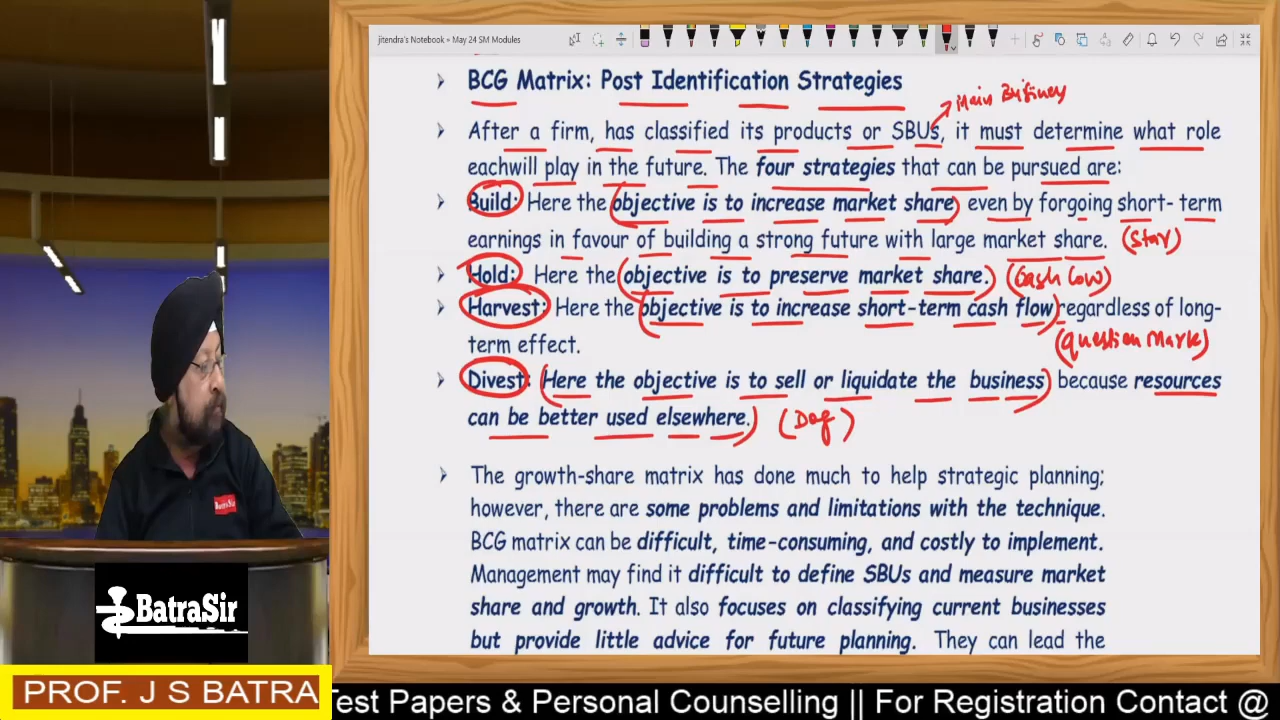 jitendra's Notebook » May 24 SM Modules
BCG Matrix: Post Identification Strategies
Main Business
After a firm, has classified its products or SBUs, it must determine what role
eachwill play in the future. The four strategies that can be pursued are:
Build: Here the objective is to increase market share) even by forgoing short- term
earnings in favour of building a strong future with large market share. (Star)
Hold: Here the (objective is to preserve market share.) (Cash Cow)
Harvest: Here the (objective is to increase short-term cash flow) regardless of long-
term effect. (Question Mark)
Divest: (Here the objective is to sell or liquidate the business) because resources
can be better used elsewhere.) (Dog)
The growth-share matrix has done much to help strategic planning;
however, there are some problems and limitations with the technique.
BCG matrix can be difficult, time-consuming, and costly to implement.
Management may find it difficult to define SBUs and measure market
share and growth. It also focuses on classifying current businesses
but provide little advice for future planning. They can lead the
BatraSir
BatraSir
PROF. J S BATRA
Test Papers & Personal Counselling || For Registration Contact @